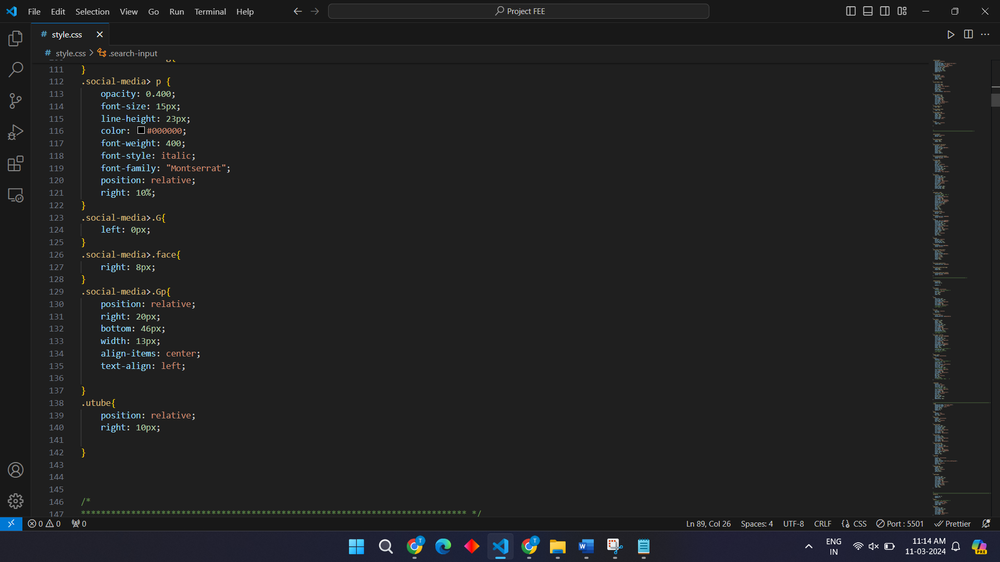 File Edit Selection View Go Run Terminal Help Project FEE
# style.css
# style.css > .search-input
111 }
112 .social-media> p {
113 opacity: 0.400;
114 font-size: 15px;
115 line-height: 23px;
116 color: #000000;
117 font-weight: 400;
118 font-style: italic;
119 font-family: "Montserrat";
120 position: relative;
121 right: 10%;
122 }
123 .social-media>.G{
124 left: 0px;
125 }
126 .social-media>.face{
127 right: 8px;
128 }
129 .social-media>.Gp{
130 position: relative;
131 right: 20px;
132 bottom: 46px;
133 width: 13px;
134 align-items: center;
135 text-align: left;
136
137 }
138 .utube{
139 position: relative;
140 right: 10px;
141
142 }
143
144
145
146 /*
147 ***************************************************************************** */
0 0 0 Ln 89, Col 26 Spaces: 4 UTF-8 CRLF {} CSS Port : 5501 Prettier
ENG
IN
11:14 AM
11-03-2024
PRE